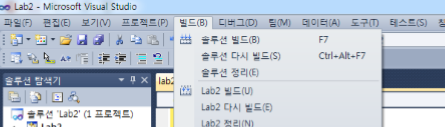 Lab2 - Microsoft Visual Studio
파일(F) 편집(E) 보기(V) 프로젝트(P) 빌드(B) 디버그(D) 팀(M) 데이터(A) 도구(T) 테스트(S)
솔루션 빌드(B) F7
솔루션 다시 빌드(S) Ctrl+Alt+F7
솔루션 정리(E)
솔루션 탐색기
lab2
Lab2 빌드(U)
Lab2 다시 빌드(E)
솔루션 'Lab2' (1 프로젝트)
Lab2 정리(N)
Lab2